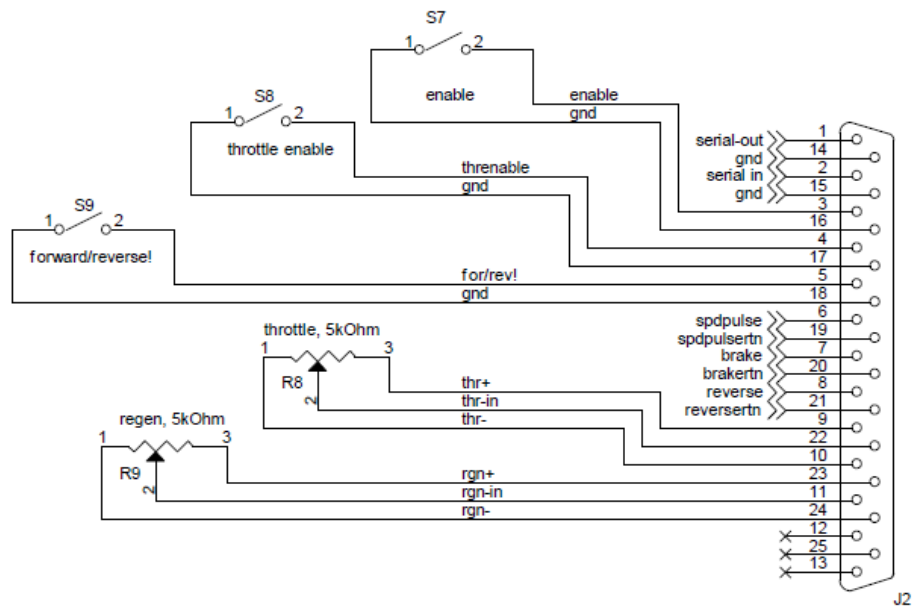 S7
1 2
enable
enable
gnd
S8
1 2
throttle enable
threnable
gnd
S9
1 2
forward/reverse!
for/rev!
gnd
throttle, 5kOhm
1 3
R8
2
thr+
thr-in
thr-
regen, 5kOhm
1 3
R9
2
rgn+
rgn-in
rgn-
serial-out 1
gnd 14
serial in 2
gnd 15
3
16
4
17
5
18
spdpulse 6
spdpulsertn 19
brake 7
brakertn 20
reverse 8
reversertn 21
9
22
10
23
11
24
12
25
13
J2